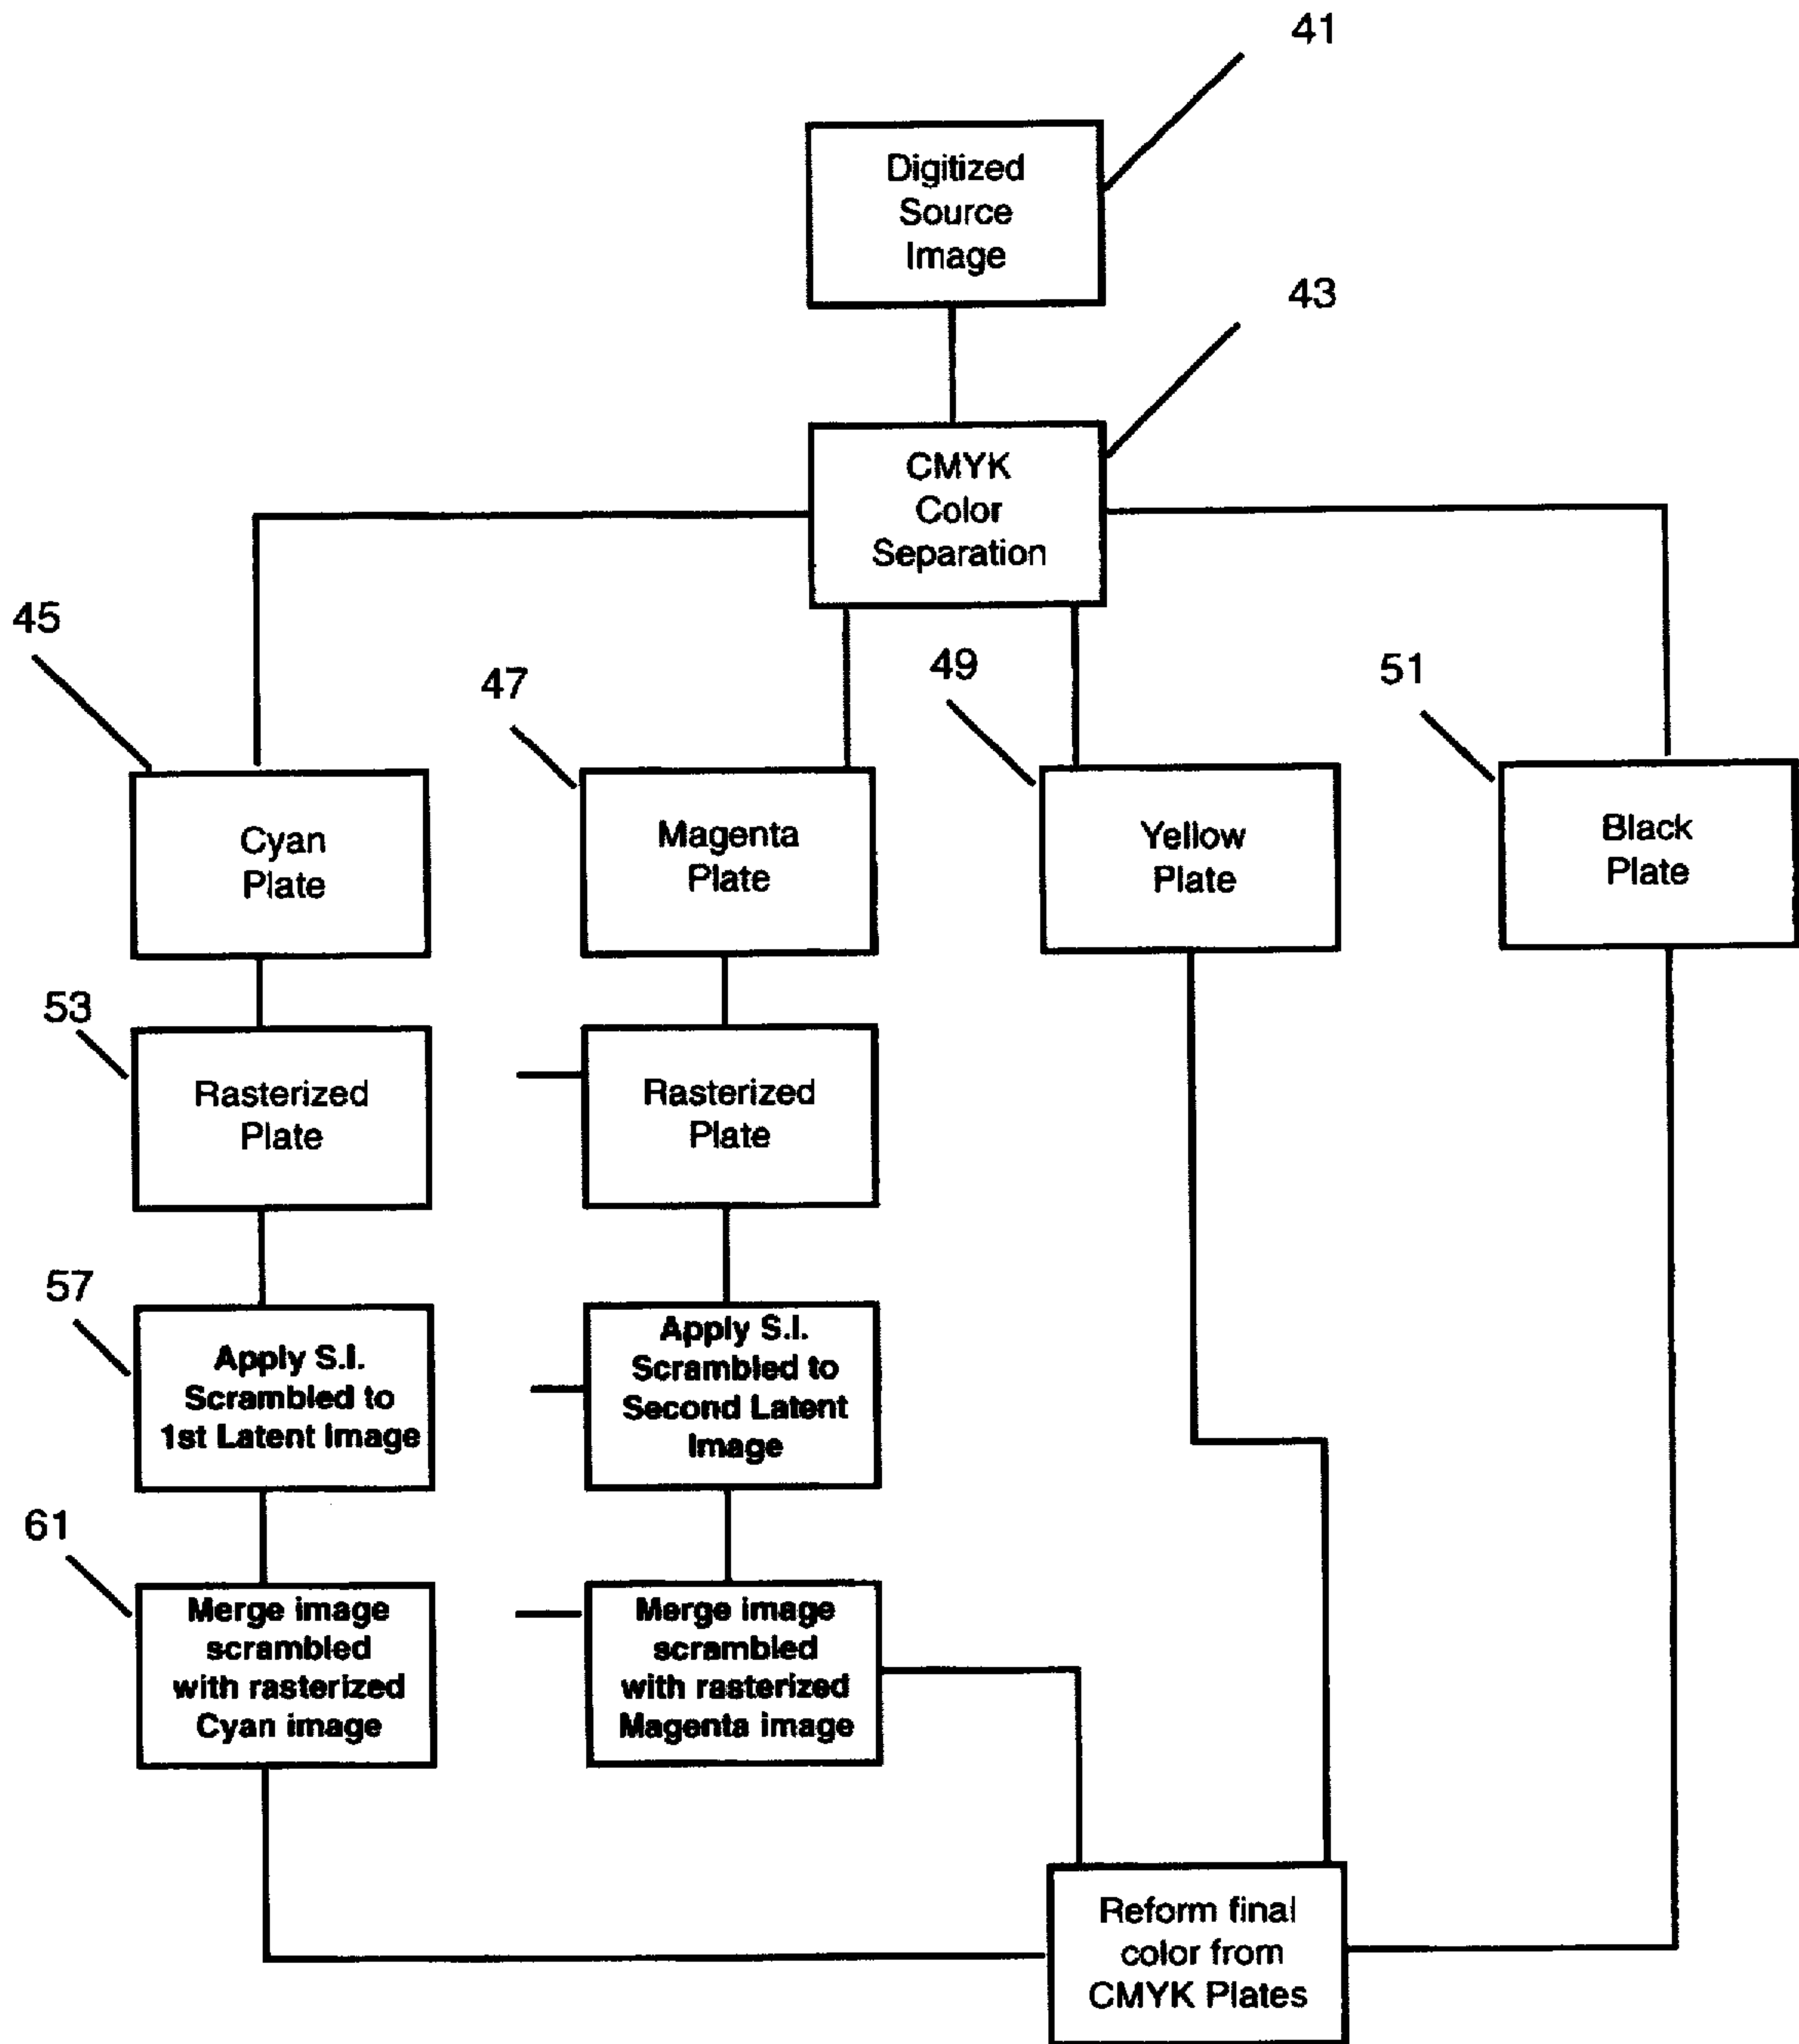 41
Digitized
Source
Image
43
CMYK
Color
Separation
45
47
49
51
Cyan
Plate
Magenta
Plate
Yellow
Plate
Black
Plate
53
Rasterized
Plate
Rasterized
Plate
57
Apply S.I.
Scrambled to
1st Latent Image
Apply S.I.
Scrambled to
Second Latent
Image
61
Merge image
scrambled
with rasterized
Cyan image
Merge image
scrambled
with rasterized
Magenta image
Reform final
color from
CMYK Plates